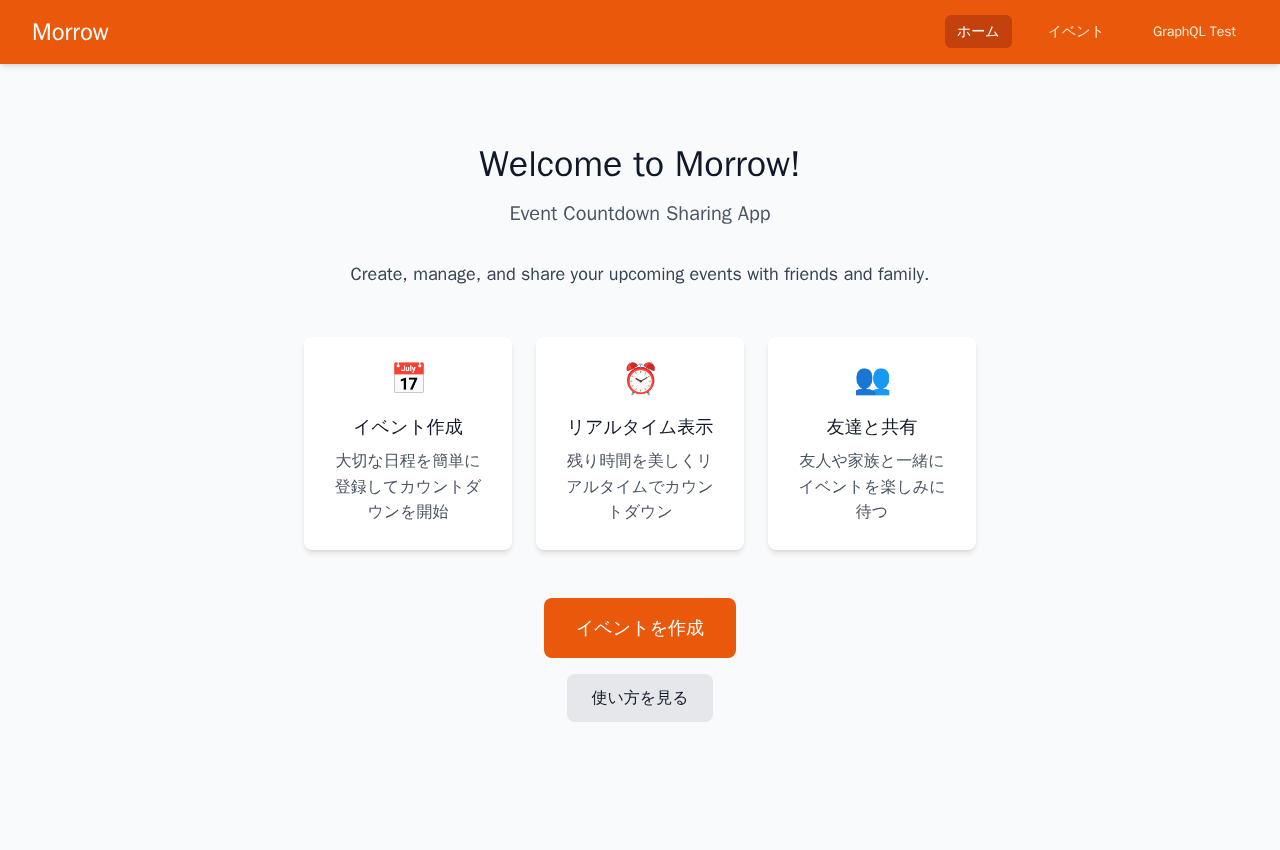 Morrow
ホーム
イベント
GraphQL Test
Welcome to Morrow!
Event Countdown Sharing App
Create, manage, and share your upcoming events with friends and family.
July
17
イベント作成
大切な日程を簡単に
登録してカウントダ
ウンを開始
リアルタイム表示
残り時間を美しくリ
アルタイムでカウン
トダウン
友達と共有
友人や家族と一緒に
イベントを楽しみに
待つ
イベントを作成
使い方を見る